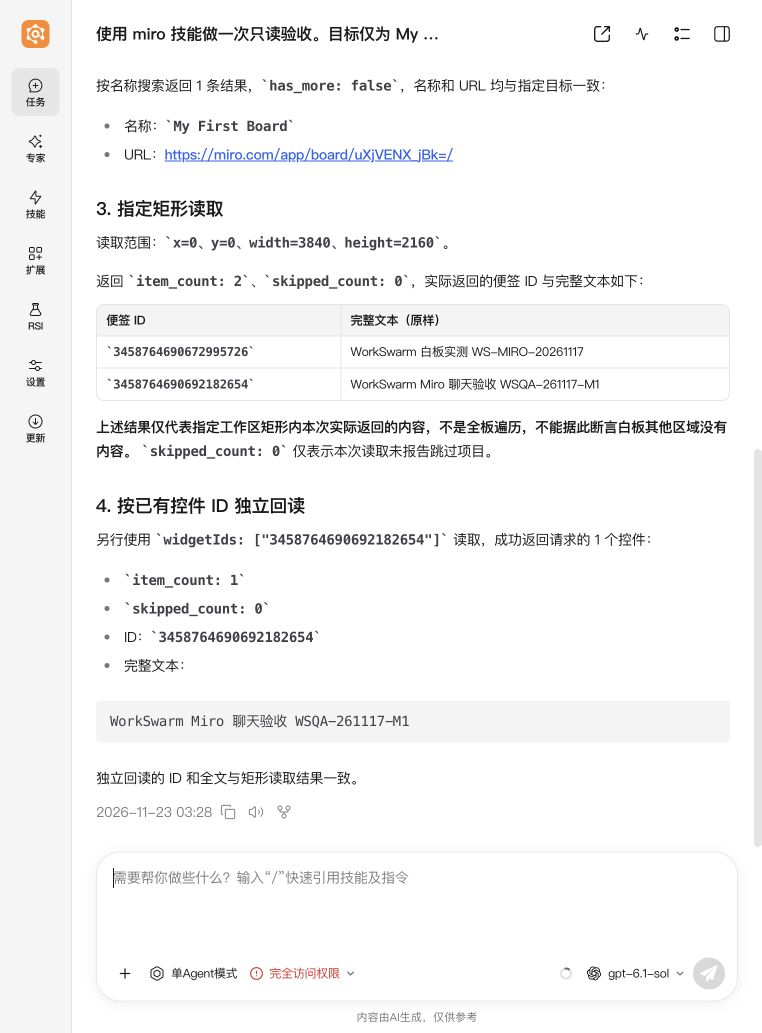 使用 miro 技能做一次只读验收。目标仅为 My ...
任务
专家
技能
扩展
RSI
设置
更新
按名称搜索返回 1 条结果，`has_more: false`，名称和 URL 均与指定目标一致：
名称：`My First Board`
URL：https://miro.com/app/board/uXjVENX_jBk=/
3. 指定矩形读取
读取范围：`x=0、y=0、width=3840、height=2160`。
返回 `item_count: 2`、`skipped_count: 0`，实际返回的便签 ID 与完整文本如下：
便签 ID 完整文本（原样）
`3458764690672995726` WorkSwarm 白板实测 WS-MIRO-20261117
`3458764690692182654` WorkSwarm Miro 聊天验收 WSQA-261117-M1
上述结果仅代表指定工作区矩形内本次实际返回的内容，不是全板遍历，不能据此断言白板其他区域没有
内容。`skipped_count: 0` 仅表示本次读取未报告跳过项目。
4. 按已有控件 ID 独立回读
另行使用 `widgetIds: ["3458764690692182654"]` 读取，成功返回请求的 1 个控件：
`item_count: 1`
`skipped_count: 0`
ID：`3458764690692182654`
完整文本：
WorkSwarm Miro 聊天验收 WSQA-261117-M1
独立回读的 ID 和全文与矩形读取结果一致。
2026-11-23 03:28
需要帮你做些什么？输入“/”快速引用技能及指令
单Agent模式 完全访问权限 gpt-6.1-sol
内容由AI生成，仅供参考